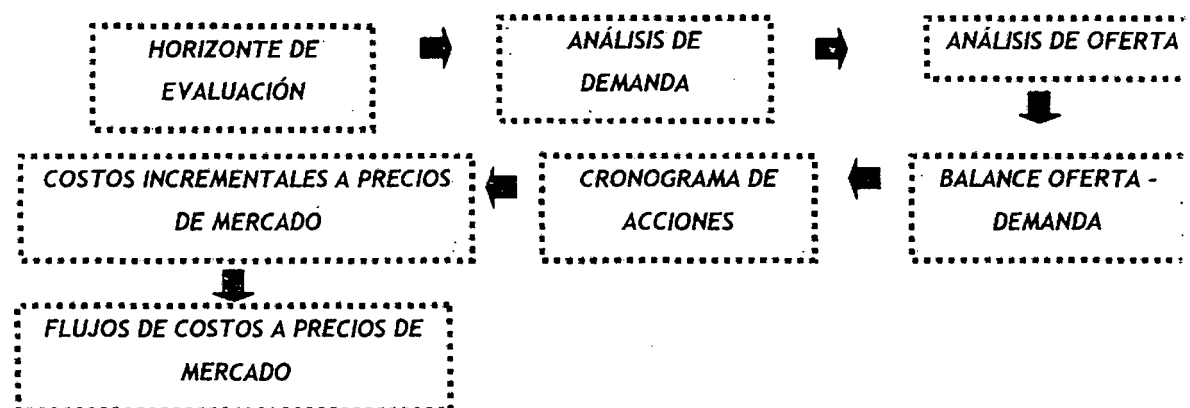 HORIZONTE DE
EVALUACIÓN
ANÁLISIS DE
DEMANDA
ANÁLISIS DE OFERTA
BALANCE OFERTA -
DEMANDA
CRONOGRAMA DE
ACCIONES
COSTOS INCREMENTALES A PRECIOS
DE MERCADO
FLUJOS DE COSTOS A PRECIOS DE
MERCADO